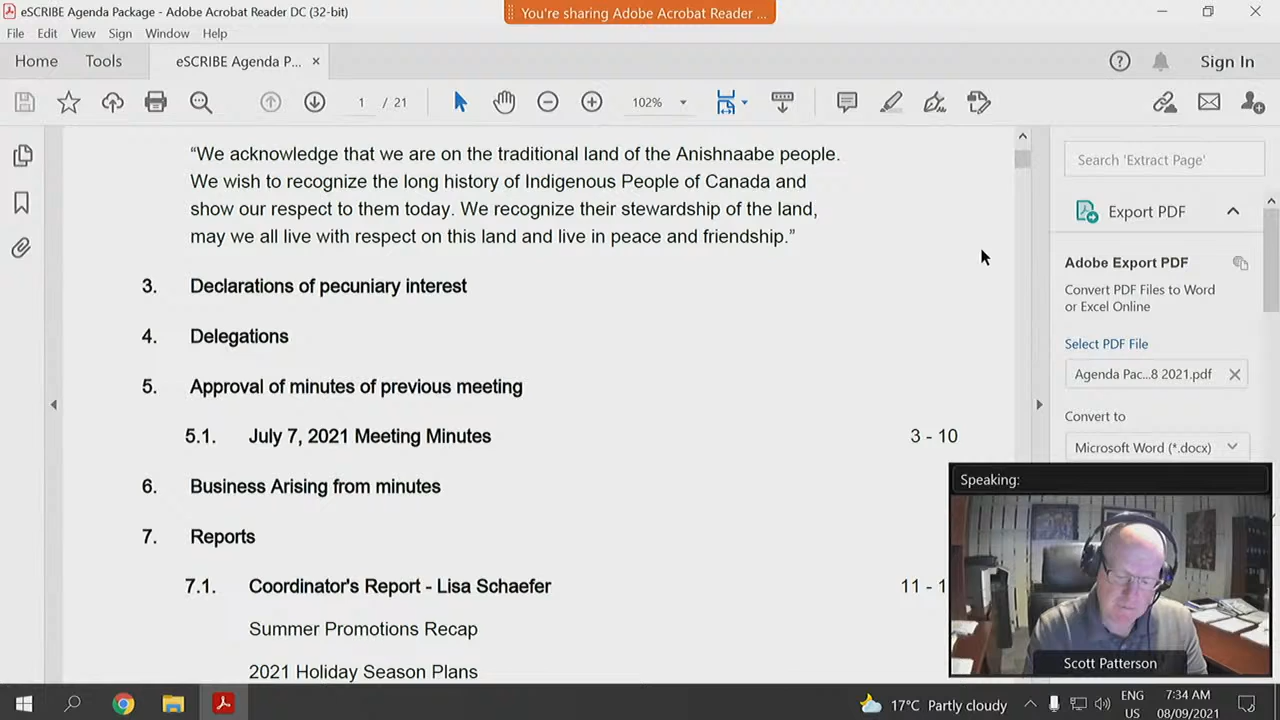 eSCRIBE Agenda Package - Adobe Acrobat Reader DC (32-bit)
You're sharing Adobe Acrobat Reader ...
File Edit View Sign Window Help
Home Tools eSCRIBE Agenda P... × Sign In
1 / 21 102%
“We acknowledge that we are on the traditional land of the Anishnaabe people.
We wish to recognize the long history of Indigenous People of Canada and
show our respect to them today. We recognize their stewardship of the land,
may we all live with respect on this land and live in peace and friendship.”
3. Declarations of pecuniary interest
4. Delegations
5. Approval of minutes of previous meeting
5.1. July 7, 2021 Meeting Minutes 3 - 10
6. Business Arising from minutes
7. Reports
7.1. Coordinator's Report - Lisa Schaefer 11 - 1
Summer Promotions Recap
2021 Holiday Season Plans
Search 'Extract Page'
Export PDF
Adobe Export PDF
Convert PDF Files to Word
or Excel Online
Select PDF File
Agenda Pac...8 2021.pdf ×
Convert to
Microsoft Word (*.docx)
Speaking:
Scott Patterson
17°C Partly cloudy
ENG
US
7:34 AM
08/09/2021